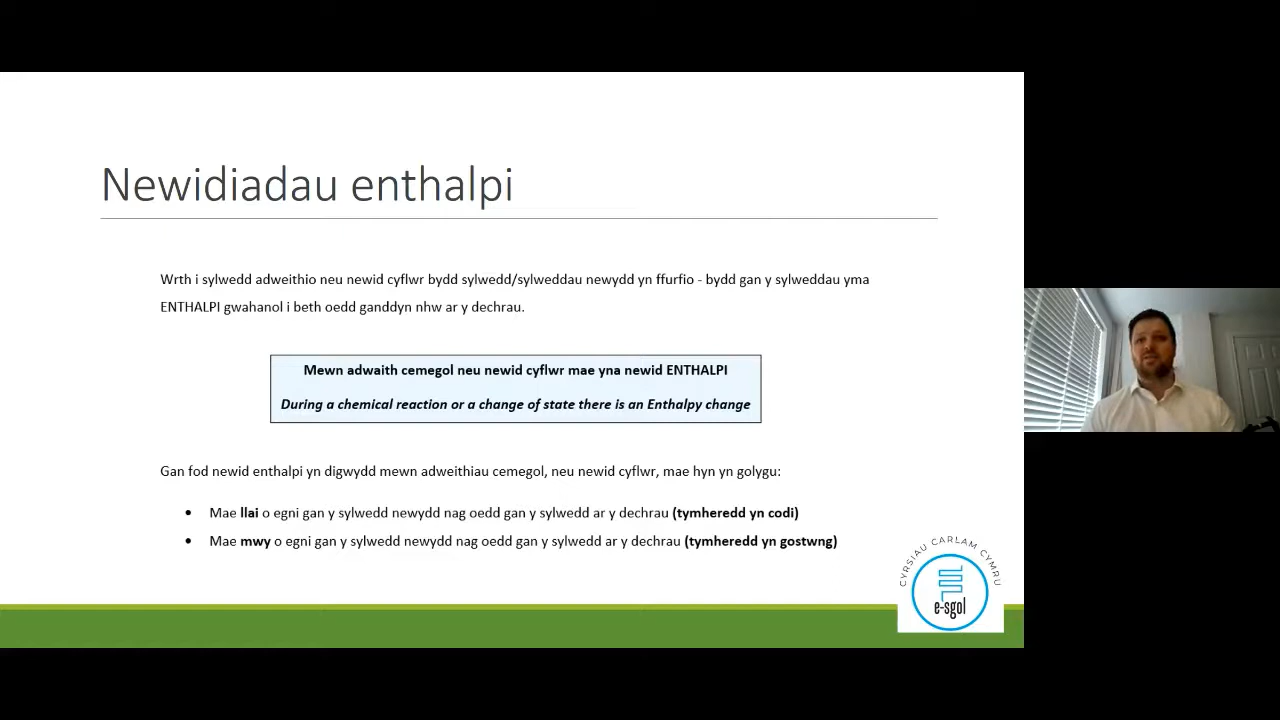 Newidiadau enthalpi
Wrth i sylwedd adweithio neu newid cyflwr bydd sylwedd/sylweddau newydd yn ffurfio - bydd gan y sylweddau yma
ENTHALPI gwahanol i beth oedd ganddyn nhw ar y dechrau.
Mewn adwaith cemegol neu newid cyflwr mae yna newid ENTHALPI
During a chemical reaction or a change of state there is an Enthalpy change
Gan fod newid enthalpi yn digwydd mewn adweithiau cemegol, neu newid cyflwr, mae hyn yn golygu:
• Mae llai o egni gan y sylwedd newydd nag oedd gan y sylwedd ar y dechrau (tymheredd yn codi)
• Mae mwy o egni gan y sylwedd newydd nag oedd gan y sylwedd ar y dechrau (tymheredd yn gostwng)
CYRSIAU CARLAM CYMRU
e-sgol